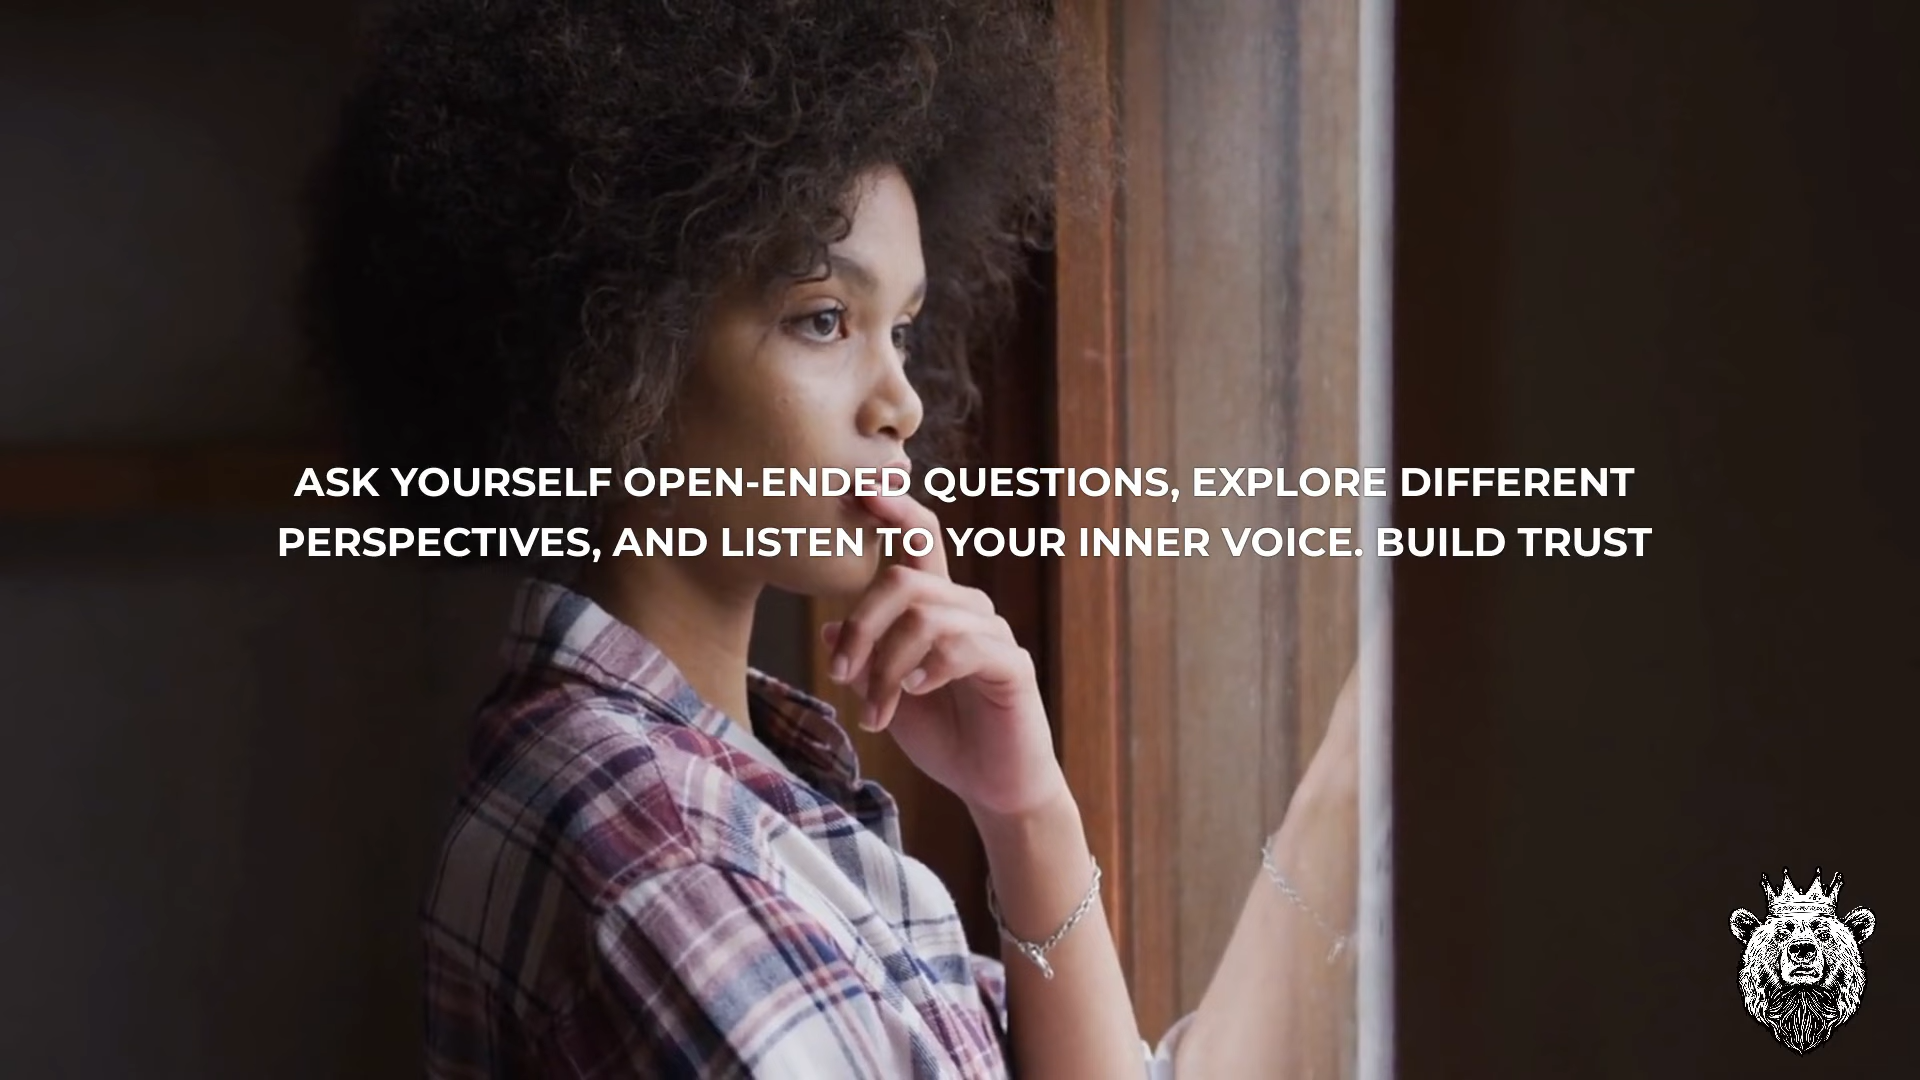 ASK YOURSELF OPEN-ENDED QUESTIONS, EXPLORE DIFFERENT
PERSPECTIVES, AND LISTEN TO YOUR INNER VOICE. BUILD TRUST